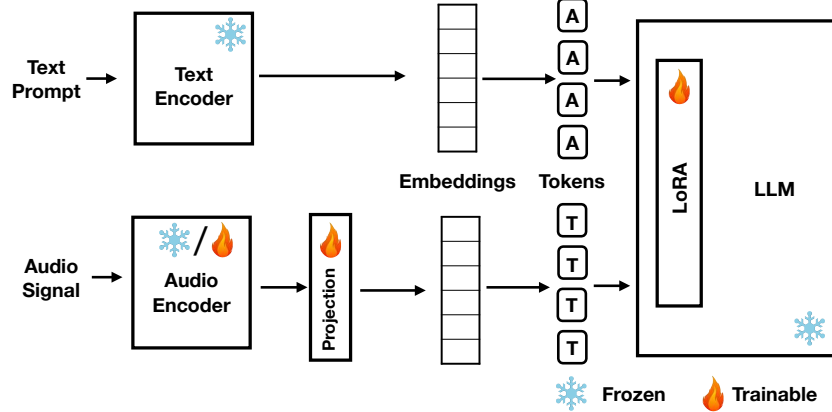 Text
Prompt
Text
Encoder
A
A
A
A
Embeddings
Tokens
LoRA
LLM
Audio
Signal
/
Audio
Encoder
Projection
T
T
T
T
Frozen
Trainable